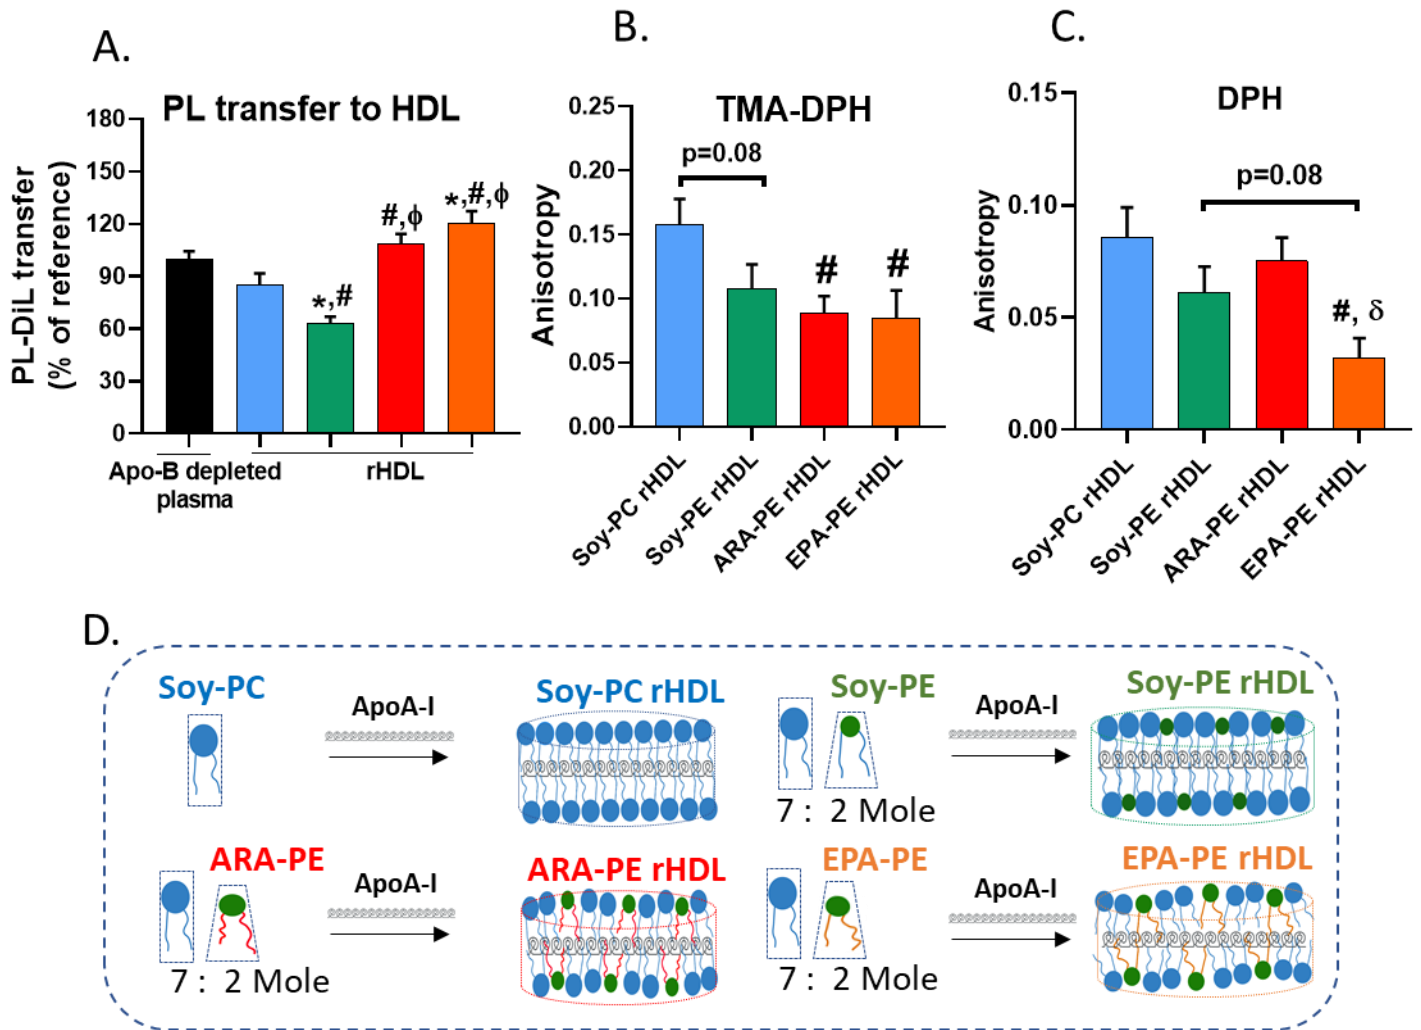 A.
PL transfer to HDL
PL-DiL transfer
(% of reference)
180
150
120
90
60
30
0
*,#
#,ϕ
*,#,ϕ
Apo-B depleted
plasma
rHDL
B.
TMA-DPH
Anisotropy
0.25
0.20
0.15
0.10
0.05
0.00
p=0.08
#
#
Soy-PC rHDL
Soy-PE rHDL
ARA-PE rHDL
EPA-PE rHDL
C.
DPH
Anisotropy
0.15
0.10
0.05
0.00
p=0.08
#, δ
Soy-PC rHDL
Soy-PE rHDL
ARA-PE rHDL
EPA-PE rHDL
D.
Soy-PC
ApoA-I
Soy-PC rHDL
Soy-PE
7 : 2 Mole
ApoA-I
Soy-PE rHDL
ARA-PE
7 : 2 Mole
ApoA-I
ARA-PE rHDL
EPA-PE
7 : 2 Mole
ApoA-I
EPA-PE rHDL